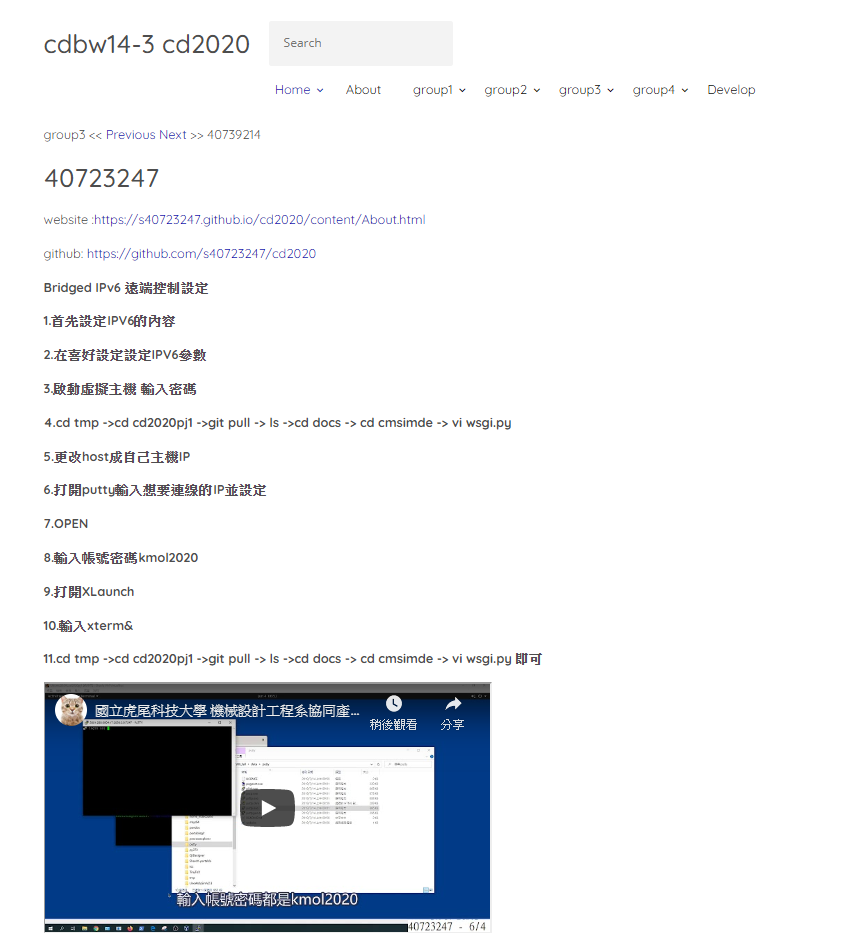 cdbw14-3 cd2020
Search
Home About group1 group2 group3 group4 Develop
group3 << Previous Next >> 40739214
40723247
website :https://s40723247.github.io/cd2020/content/About.html
github: https://github.com/s40723247/cd2020
Bridged IPv6 遠端控制設定
1.首先設定IPV6的內容
2.在喜好設定設定IPV6參數
3.啟動虛擬主機 輸入密碼
4.cd tmp ->cd cd2020pj1 ->git pull -> ls ->cd docs -> cd cmsimde -> vi wsgi.py
5.更改host成自己主機IP
6.打開putty輸入想要連線的IP並設定
7.OPEN
8.輸入帳號密碼kmol2020
9.打開XLaunch
10.輸入xterm&
11.cd tmp ->cd cd2020pj1 ->git pull -> ls ->cd docs -> cd cmsimde -> vi wsgi.py 即可
國立虎尾科技大學 機械設計工程系協同產...
稍後觀看
分享
輸入帳號密碼都是kmol2020
40723247 - 6/4